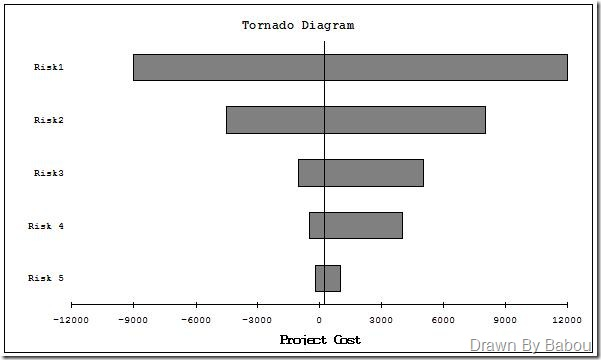 Tornado Diagram
Risk1
Risk2
Risk3
Risk 4
Risk 5
-12000 -9000 -6000 -3000 0 3000 6000 9000 12000
Project Cost
Drawn By Babou